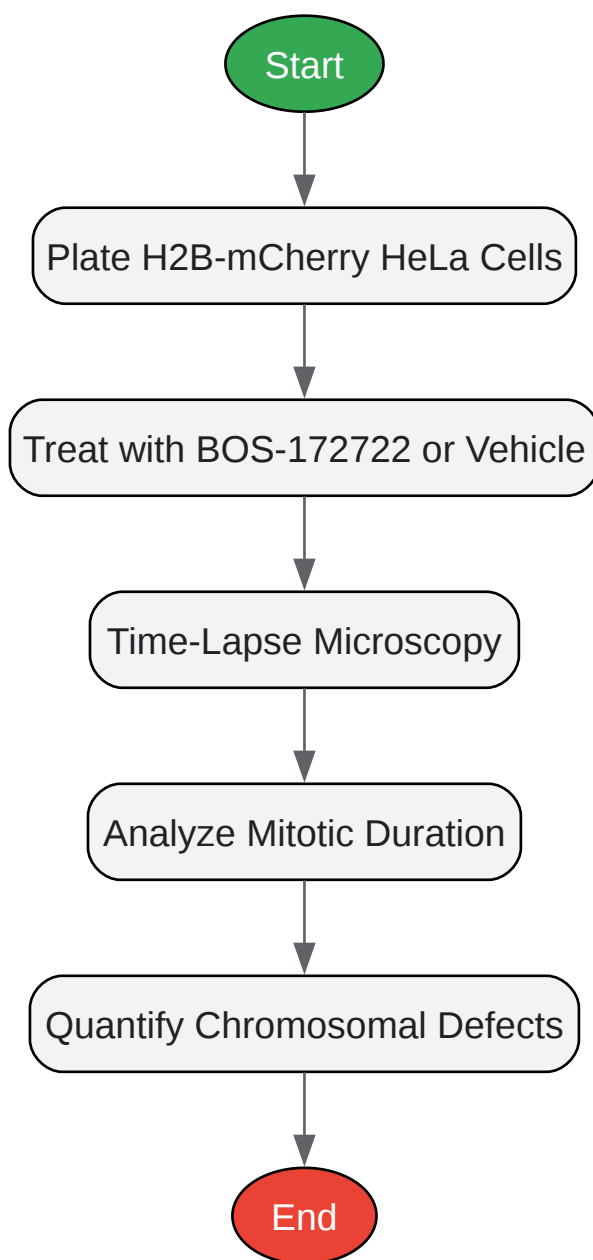 Start
Plate H2B-mCherry HeLa Cells
Treat with BOS-172722 or Vehicle
Time-Lapse Microscopy
Analyze Mitotic Duration
Quantify Chromosomal Defects
End